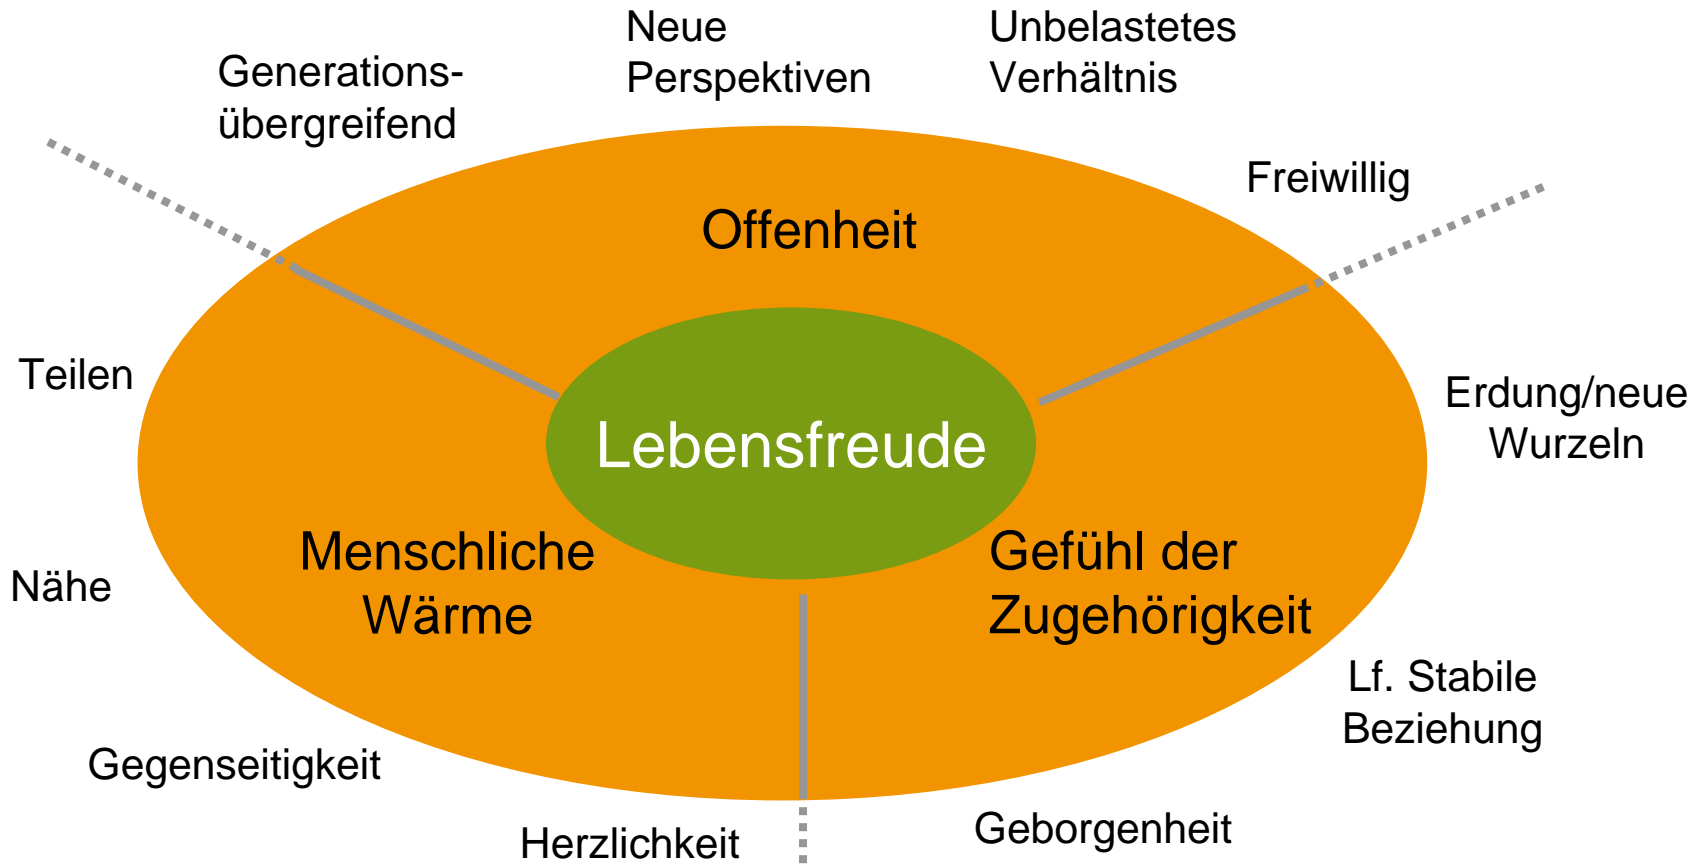 Neue
Perspektiven
Unbelastetes
Verhältnis
Generations-
übergreifend
Freiwillig
Offenheit
Teilen
Erdung/neue
Wurzeln
Lebensfreude
Menschliche
Wärme
Gefühl der
Zugehörigkeit
Nähe
Lf. Stabile
Beziehung
Gegenseitigkeit
Herzlichkeit
Geborgenheit